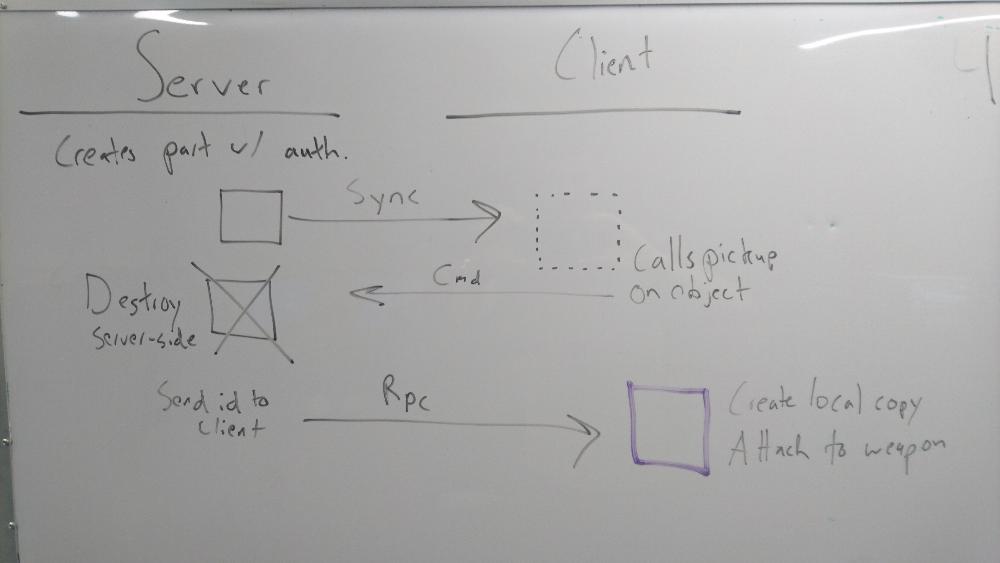 Server
Client
Creates part w/ auth.
Sync
Calls pickup
on object
Cmd
Destroy
Server-side
Send id to
client
Rpc
Create local copy
Attach to weapon